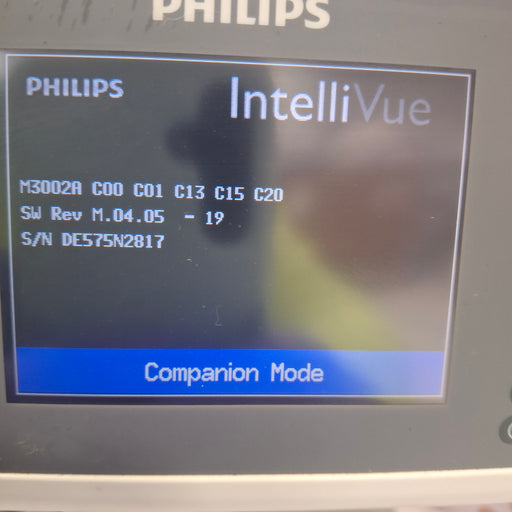 PHILIPS
PHILIPS IntelliVue
M3002A C00 C01 C13 C15 C20
SW Rev M.04.05 - 19
S/N DE575N2817
Companion Mode